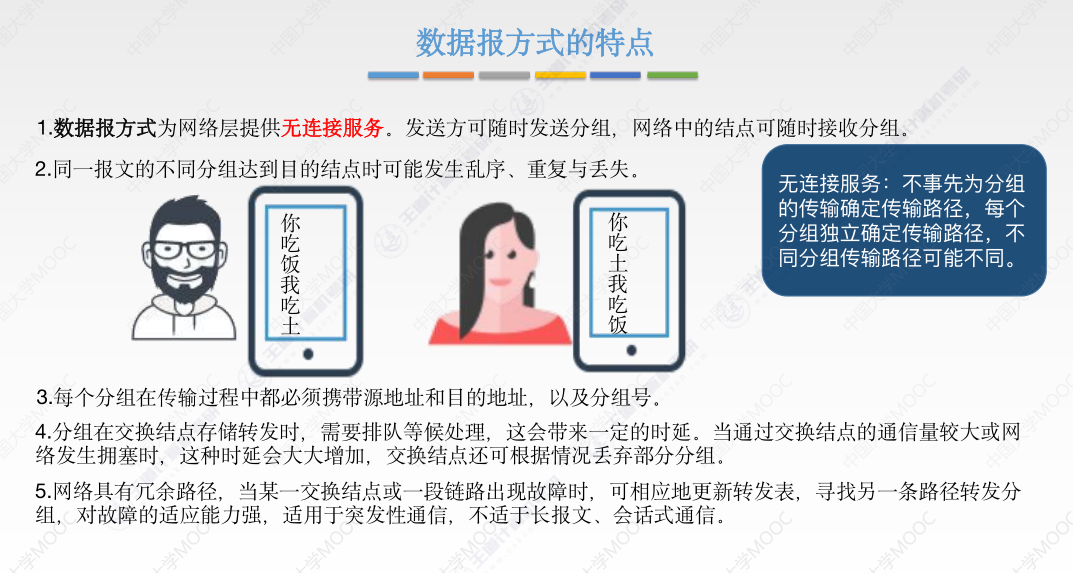 数据报方式的特点
1.数据报方式为网络层提供无连接服务。发送方可随时发送分组，网络中的结点可随时接收分组。
2.同一报文的不同分组达到目的结点时可能发生乱序、重复与丢失。
无连接服务：不事先为分组
的传输确定传输路径，每个
分组独立确定传输路径，不
同分组传输路径可能不同。
你吃饭我吃土
你吃土我吃饭
3.每个分组在传输过程中都必须携带源地址和目的地址，以及分组号。
4.分组在交换结点存储转发时，需要排队等候处理，这会带来一定的时延。当通过交换结点的通信量较大或网
络发生拥塞时，这种时延会大大增加，交换结点还可根据情况丢弃部分分组。
5.网络具有冗余路径，当某一交换结点或一段链路出现故障时，可相应地更新转发表，寻找另一条路径转发分
组，对故障的适应能力强，适用于突发性通信，不适于长报文、会话式通信。
中国大学MOOC
王道计算机考研